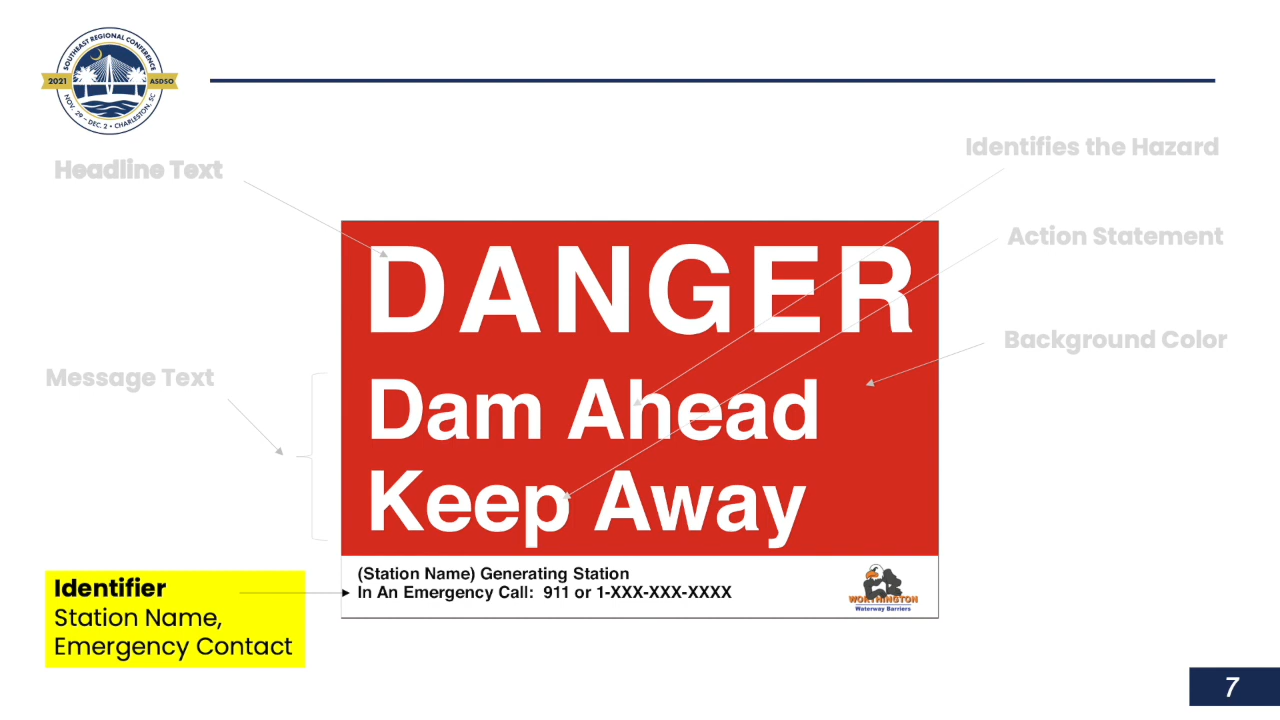 SOUTHEAST REGIONAL CONFERENCE
2021 ASDSO
NOV. 29 - DEC. 2 • CHARLESTON, SC
Identifies the Hazard
Headline Text
Action Statement
DANGER
Background Color
Message Text
Dam Ahead
Keep Away
(Station Name) Generating Station
In An Emergency Call: 911 or 1-XXX-XXX-XXXX
WORTHINGTON
Waterway Barriers
Identifier
Station Name,
Emergency Contact
7